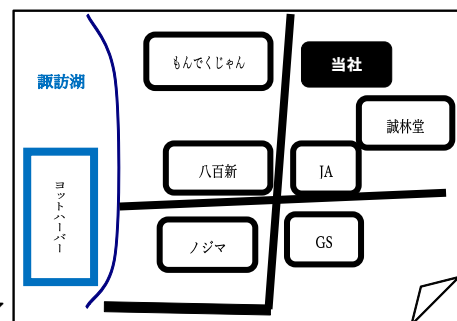 もんでくじゃん
当社
諏訪湖
誠林堂
八百新
JA
ヨットハーバー
ノジマ
GS